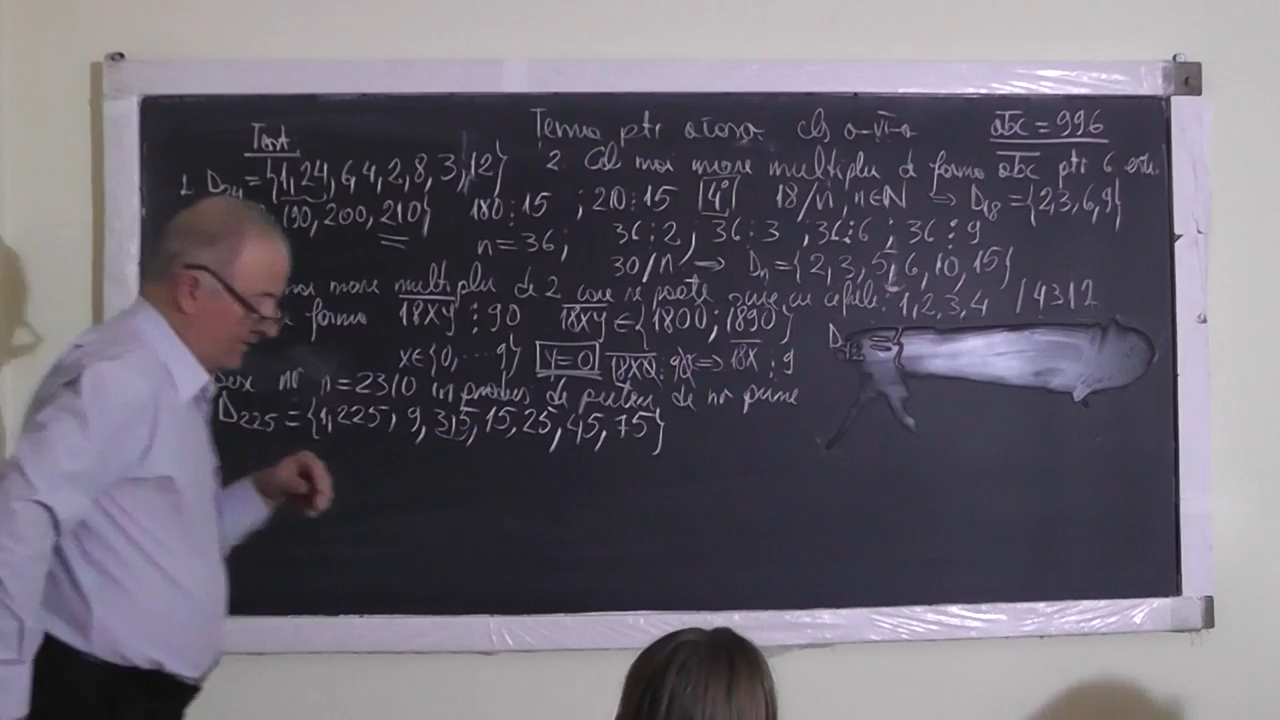 Test Tema ptr acasa cls a-VI-a abc = 996
1. D24 = {1, 24, 6, 4, 2, 8, 3, 12} 2. Cel mai mare multiplu d forma abc ptr 6 este.
190, 200, 210} 180:15 ; 210:15 4° 18/n, n∈N ⇒ D18 = {2,3,6,9}
n=36; 36:2, 36:3 ; 36⋮6 ; 36⋮9
30/n → Dn = {2, 3, 5, 6, 10, 15}
mai mare multiplu de 2 care se poate cu cifrele: 1,2,3,4 / 4312
forma 18xy ⋮ 90 18xy ∈ {1800; 1890} D12 = {
x∈{0, ... 9} y=0 18x0 ⋮ 90 ⇒ 18x ⋮ 9
nr n=2310 in produs de puteri de nr prime
D225 = {1, 225, 9, 3, 5, 15, 25, 45, 75}